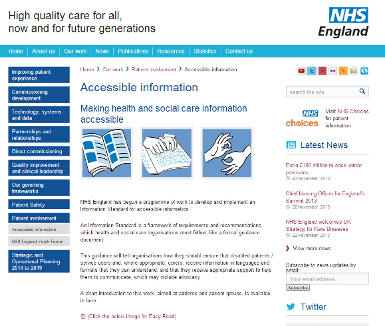 High quality care for all,
now and for future generations
NHS
England
Home
About us
Our work
News
Publications
Resources
Statistics
Contact us
Home > Our work > Patient involvement > Accessible information
Improving patient
experience
Commissioning
development
Technology, systems
and data
Partnerships and
relationships
Direct commissioning
Quality improvement
and clinical leadership
Our governing
frameworks
Patient Safety
Patient involvement
Accessible information
NHS England Youth Forum
Strategic and
Operational Planning
2014 to 2019
Accessible information
Making health and social care information
accessible
NHS England has begun a programme of work to develop and implement an
Information Standard for accessible information.
An Information Standard is a framework of requirements and recommendations
which health and social care organisations must follow, like a formal guidance
document.
This guidance will tell organisations how they should ensure that disabled patients /
service users and, where appropriate, carers, receive information in languages and
formats that they can understand, and that they receive appropriate support to help
them to communicate, which may include advocacy.
A short introduction to this work, aimed at patients and patient groups, is available
in here
(Click the below image for Easy Read)
search the site
NHS
choices
Visit NHS Choices
for patient
information
Latest News
Extra £150 million to ease winter
pressures
22 November, 2013
Chief Nursing Officer for England's
Summit 2013
22 November, 2013
NHS England welcomes UK
Strategy for Rare Diseases
22 November, 2013
View more news
Subscribe to news updates by
email:
Your email address...
Subscribe
Twitter